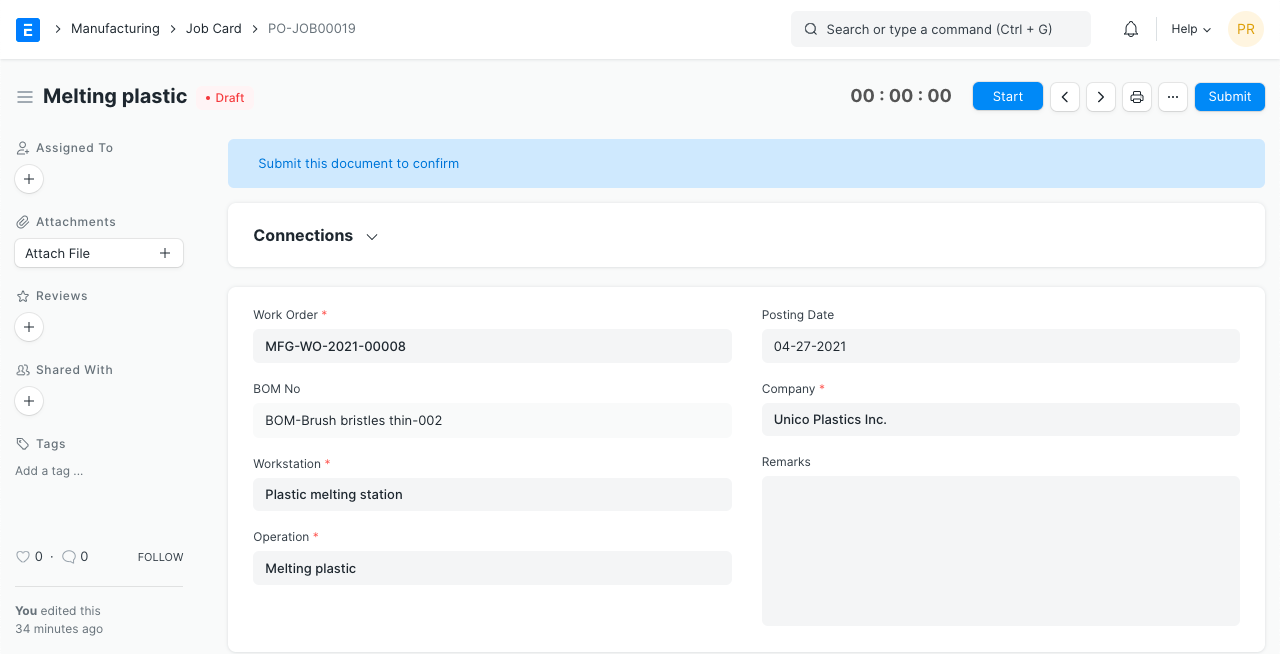 E
Manufacturing
Job Card
PO-JOB00019
Search or type a command (Ctrl + G)
Help
PR
Melting plastic
Draft
00 : 00 : 00
Start
...
Submit
Assigned To
Attachments
Attach File
Reviews
Shared With
Tags
Add a tag ...
0 · 0
FOLLOW
You edited this
34 minutes ago
Submit this document to confirm
Connections
Work Order *
MFG-WO-2021-00008
BOM No
BOM-Brush bristles thin-002
Workstation *
Plastic melting station
Operation *
Melting plastic
Posting Date
04-27-2021
Company *
Unico Plastics Inc.
Remarks